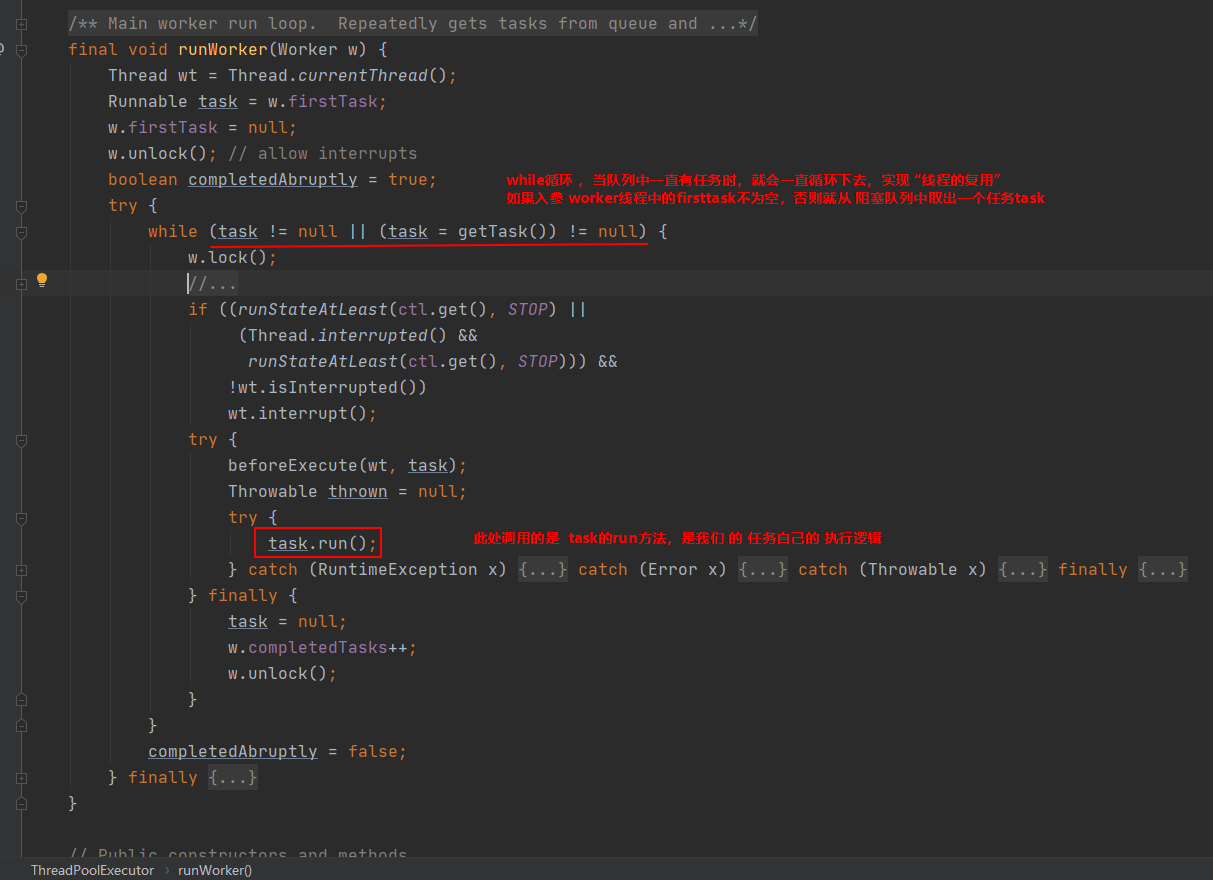 /** Main worker run loop.  Repeatedly gets tasks from queue and ...*/
final void runWorker(Worker w) {
Thread wt = Thread.currentThread();
Runnable task = w.firstTask;
w.firstTask = null;
w.unlock(); // allow interrupts
boolean completedAbruptly = true;
while循环 ，当队列中一直有任务时，就会一直循环下去，实现 “线程的复用”
try {
如果入参 worker线程中的firsttask不为空，否则就从 阻塞队列中取出一个任务task
while (task != null || (task = getTask()) != null) {
w.lock();
//...
if ((runStateAtLeast(ctl.get(), STOP) ||
(Thread.interrupted() &&
runStateAtLeast(ctl.get(), STOP))) &&
!wt.isInterrupted())
wt.interrupt();
try {
beforeExecute(wt, task);
Throwable thrown = null;
try {
task.run();
此处调用的是  task的run方法，是我们 的 任务自己的 执行逻辑
} catch (RuntimeException x) {...} catch (Error x) {...} catch (Throwable x) {...} finally {...}
} finally {
task = null;
w.completedTasks++;
w.unlock();
}
}
completedAbruptly = false;
} finally {...}
}
// Public constructors and methods
ThreadPoolExecutor › runWorker()